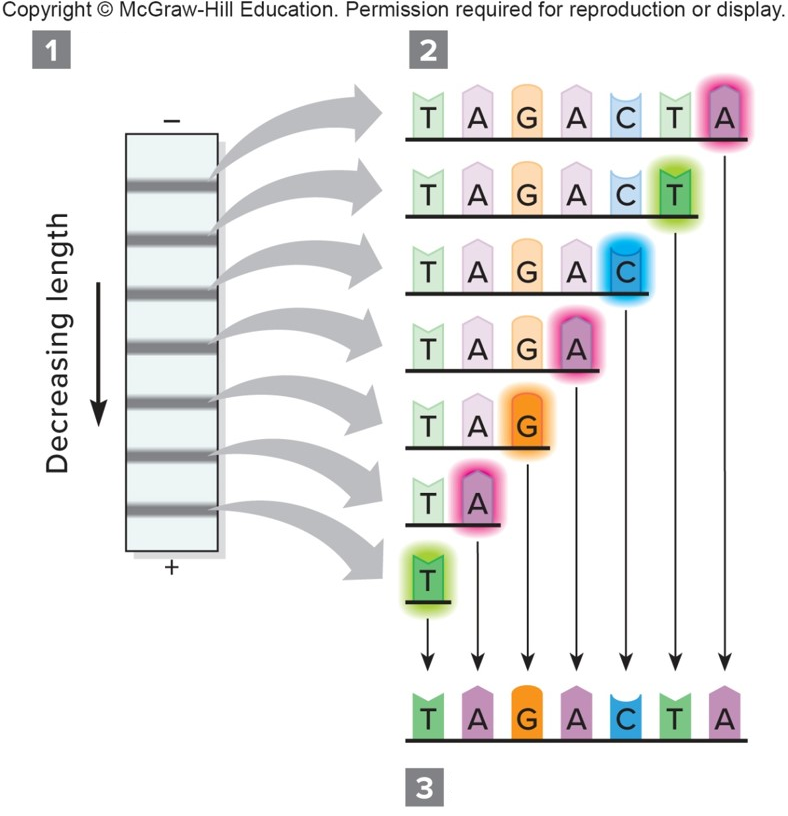 Copyright © McGraw-Hill Education. Permission required for reproduction or display.
1
2
−
Decreasing length
+
T A G A C T A
T A G A C T
T A G A C
T A G A
T A G
T A
T
T A G A C T A
3